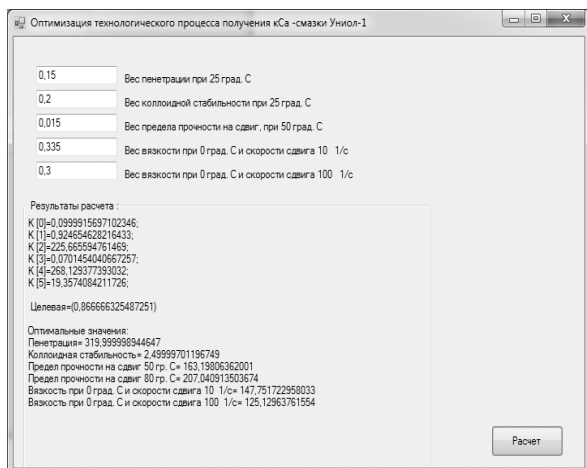 Оптимизация технологического процесса получения кСа -смазки Униол-1
0,15 Вес пенетрации при 25 град. С
0,2 Вес коллоидной стабильности при 25 град. С
0,015 Вес предела прочности на сдвиг, при 50 град. С
0,335 Вес вязкости при 0 град. С и скорости сдвига 10 1/с
0,3 Вес вязкости при 0 град. С и скорости сдвига 100 1/с
Результаты расчета :
K [0]=0,0999915697102346;
K [1]=0,924654628216433;
K [2]=225,665594761469;
K [3]=0,0701454040667257;
K [4]=268,129377393032;
K [5]=19,3574084211726;
Целевая=(0,866666325487251)
Оптимальные значения:
Пенетрация= 319,999998944647
Коллоидная стабильность= 2,49999701196749
Предел прочности на сдвиг 50 гр. С= 163,19806362001
Предел прочности на сдвиг 80 гр. С= 207,040913503674
Вязкость при 0 град. С и скорости сдвига 10 1/с= 147,751722958033
Вязкость при 0 град. С и скорости сдвига 100 1/с= 125,12963761554
Расчет